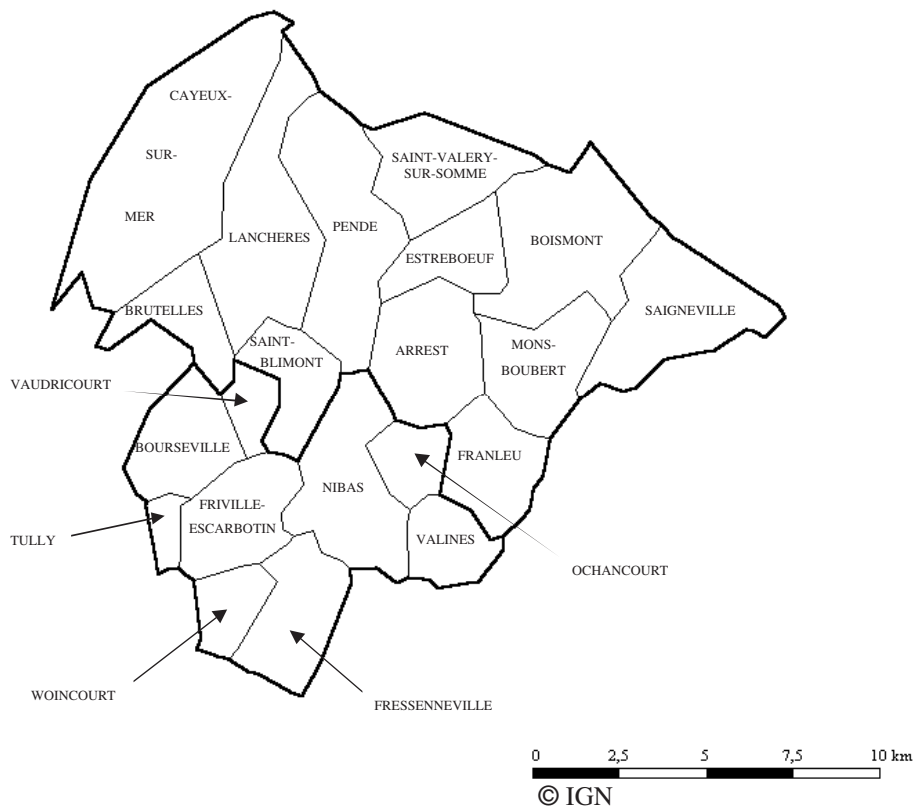 CAYEUX-
SUR-
MER
SAINT-VALERY-
-SUR-SOMME
LANCHERES
PENDE
BOISMONT
ESTREBOEUF
BRUTELLES
SAIGNEVILLE
SAINT-
BLIMONT
ARREST
MONS-
BOUBERT
VAUDRICOURT
BOURSEVILLE
FRANLEU
NIBAS
FRIVILLE-
ESCARBOTIN
TULLY
VALINES
OCHANCOURT
WOINCOURT
FRESSENNEVILLE
0 2,5 5 7,5 10 km
© IGN